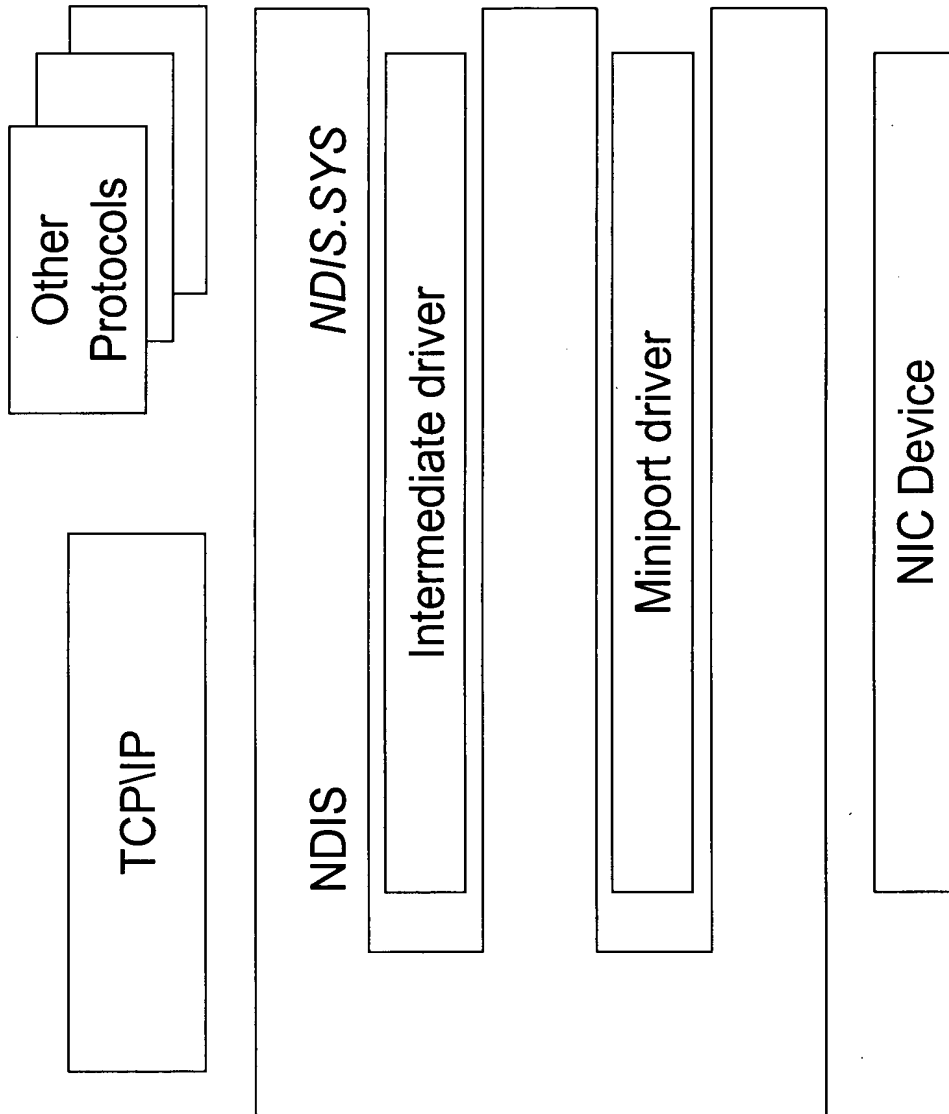 TCP\IP
Other
Protocols
NDIS
NDIS.SYS
Intermediate driver
Miniport driver
NIC Device